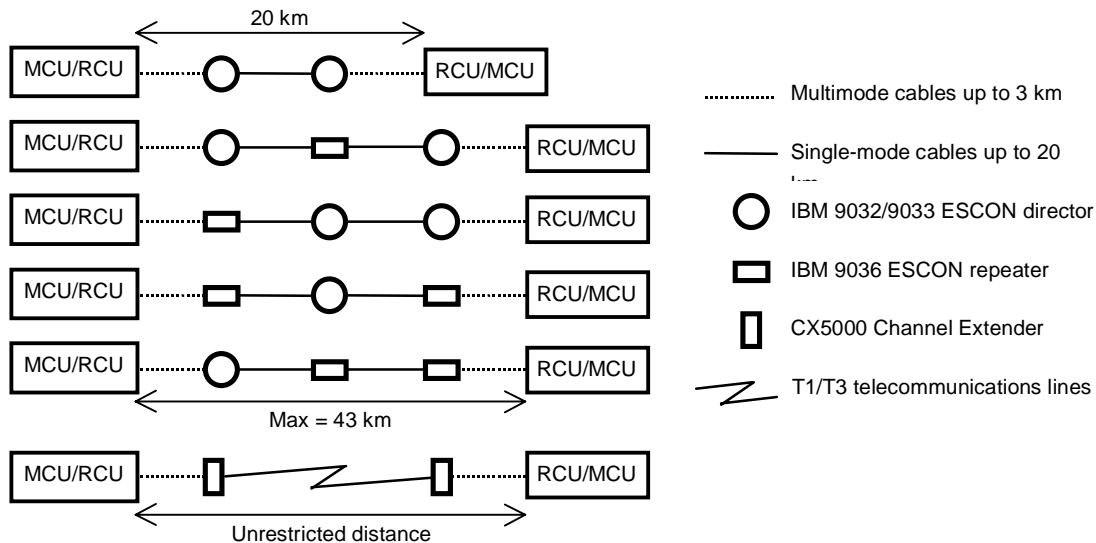 20 km
MCU/RCU
RCU/MCU
MCU/RCU
RCU/MCU
MCU/RCU
RCU/MCU
MCU/RCU
RCU/MCU
MCU/RCU
RCU/MCU
Max = 43 km
MCU/RCU
RCU/MCU
Unrestricted distance
Multimode cables up to 3 km
Single-mode cables up to 20
IBM 9032/9033 ESCON director
IBM 9036 ESCON repeater
CX5000 Channel Extender
T1/T3 telecommunications lines